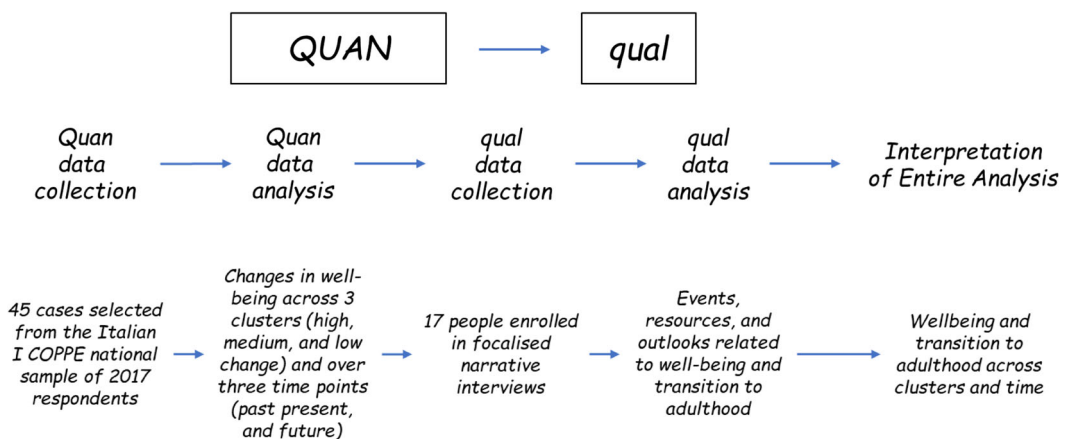 QUAN
qual
Quan
data
collection
Quan
data
analysis
qual
data
collection
qual
data
analysis
Interpretation
of Entire Analysis
45 cases selected
from the Italian
I COPPE national
sample of 2017
respondents
Changes in well-
being across 3
clusters (high,
medium, and low
change) and over
three time points
(past present,
and future)
17 people enrolled
in focalised
narrative
interviews
Events,
resources, and
outlooks related
to well-being and
transition to
adulthood
Wellbeing and
transition to
adulthood across
clusters and time